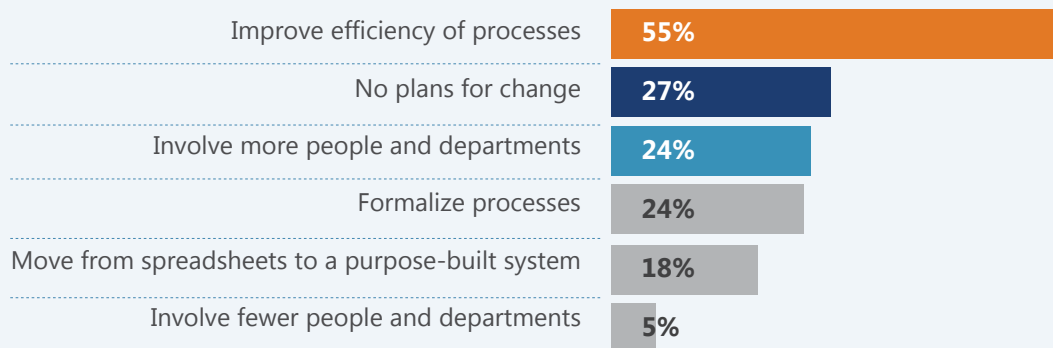 Improve efficiency of processes 55%
No plans for change 27%
Involve more people and departments 24%
Formalize processes 24%
Move from spreadsheets to a purpose-built system 18%
Involve fewer people and departments 5%